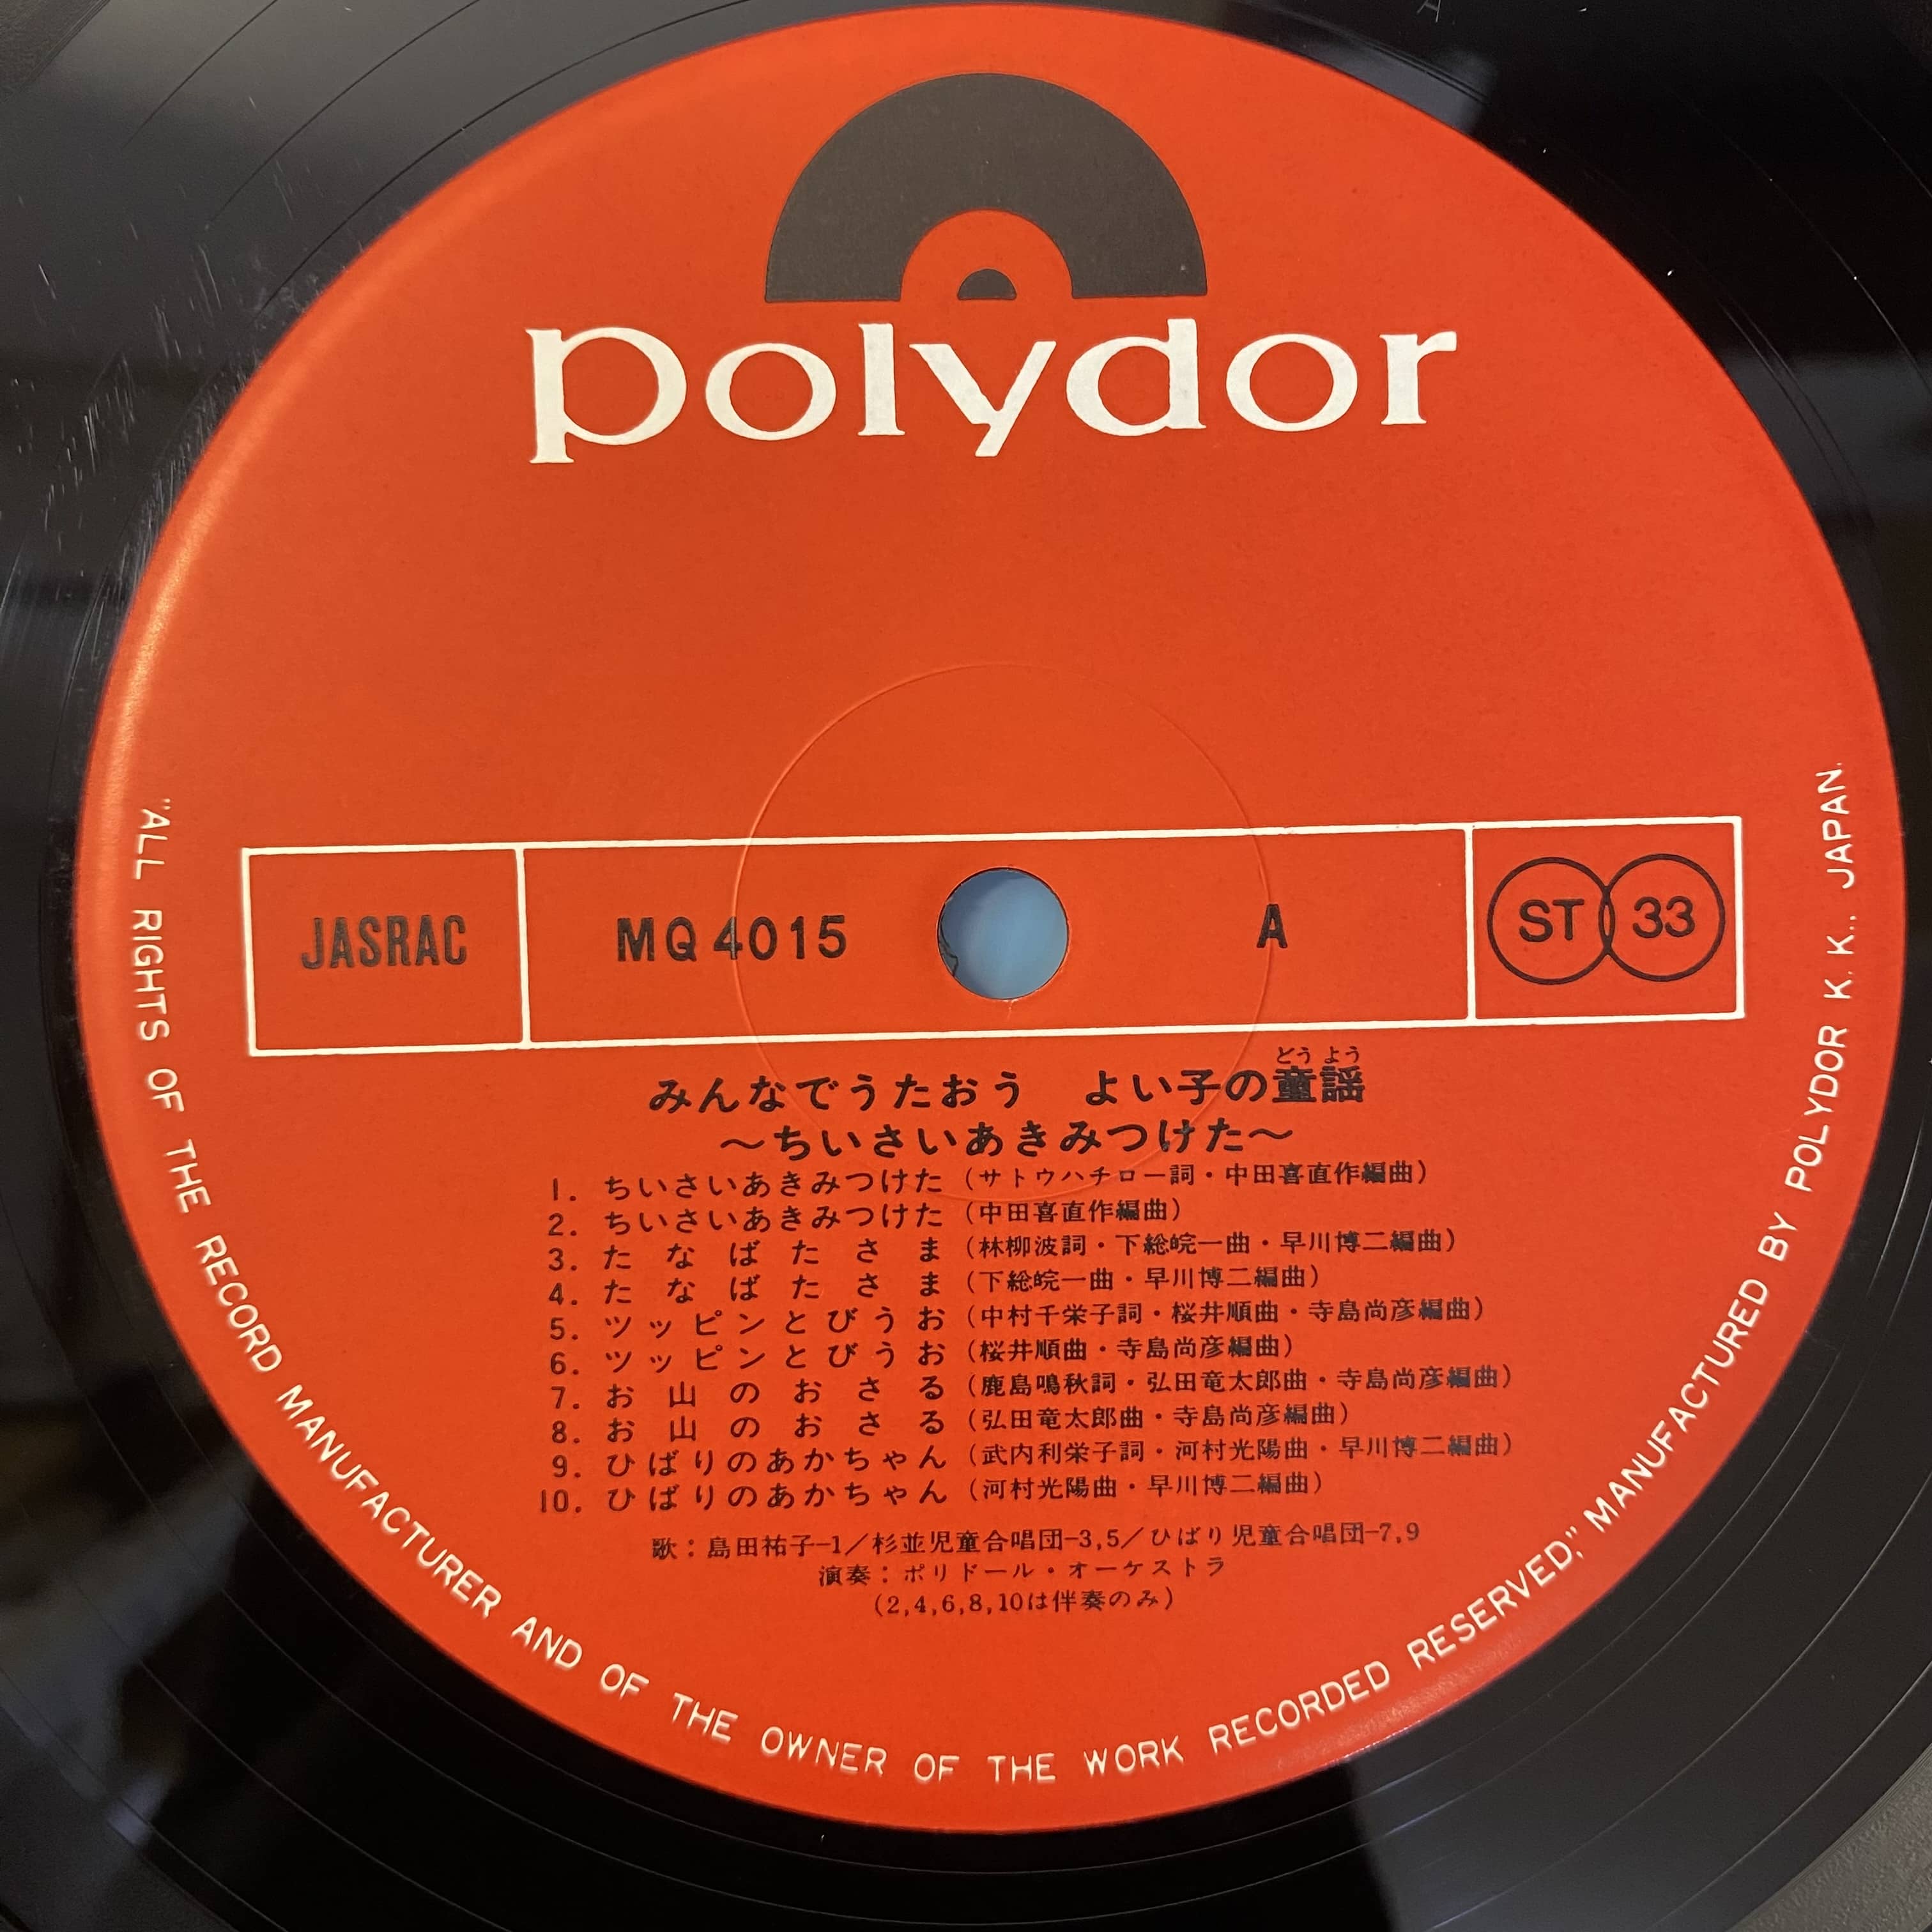 polydor
JASRAC
MQ 4015
A
ST 33
どう よう
みんなでうたおう よい子の童謡
～ちいさいあきみつけた～
1. ちいさいあきみつけた (サトウハチロー詞・中田喜直作編曲)
2. ちいさいあきみつけた (中田喜直作編曲)
3. たなばたさま (林柳波詞・下総皖一曲・早川博二編曲)
4. たなばたさま (下総皖一曲・早川博二編曲)
5. ツッピンとびうお (中村千栄子詞・桜井順曲・寺島尚彦編曲)
6. ツッピンとびうお (桜井順曲・寺島尚彦編曲)
7. お山のおさる (鹿島鳴秋詞・弘田竜太郎曲・寺島尚彦編曲)
8. お山のおさる (弘田竜太郎曲・寺島尚彦編曲)
9. ひばりのあかちゃん (武内利栄子詞・河村光陽曲・早川博二編曲)
10. ひばりのあかちゃん (河村光陽曲・早川博二編曲)
歌：島田祐子-1／杉並児童合唱団-3,5／ひばり児童合唱団-7,9
演奏：ポリドール・オーケストラ
(2,4,6,8,10は伴奏のみ)
"ALL RIGHTS OF THE RECORD MANUFACTURER AND OF THE OWNER OF THE WORK RECORDED RESERVED," MANUFACTURED BY POLYDOR K. K., JAPAN.